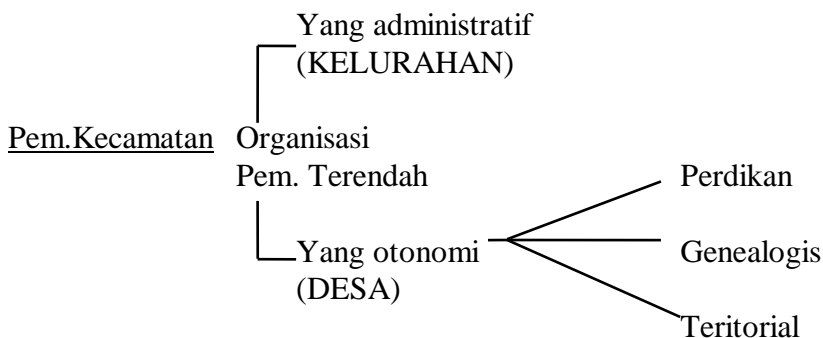 Yang administratif
(KELURAHAN)
Pem.Kecamatan
Organisasi
Pem. Terendah
Yang otonomi
(DESA)
Perdikan
Genealogis
Teritorial